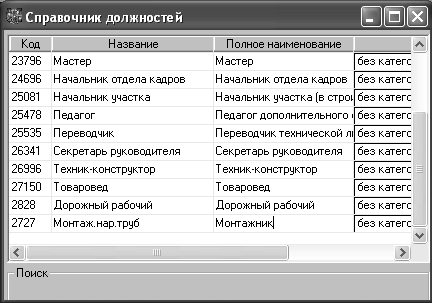 Справочник должностей
Код Название Полное наименование
23796 Мастер Мастер без катего
24696 Начальник отдела кадров Начальник отдела кадров без катего
25081 Начальник участка Начальник участка (в строи без катего
25478 Педагог Педагог дополнительного без катего
25535 Переводчик Переводчик технической ли без катего
26341 Секретарь руководителя Секретарь руководителя без катего
26996 Техник-конструктор Техник-конструктор без катего
27150 Товаровед Товаровед без катего
2828 Дорожный рабочий Дорожный рабочий без катего
2727 Монтаж.нар.труб Монтажник без катего
Поиск